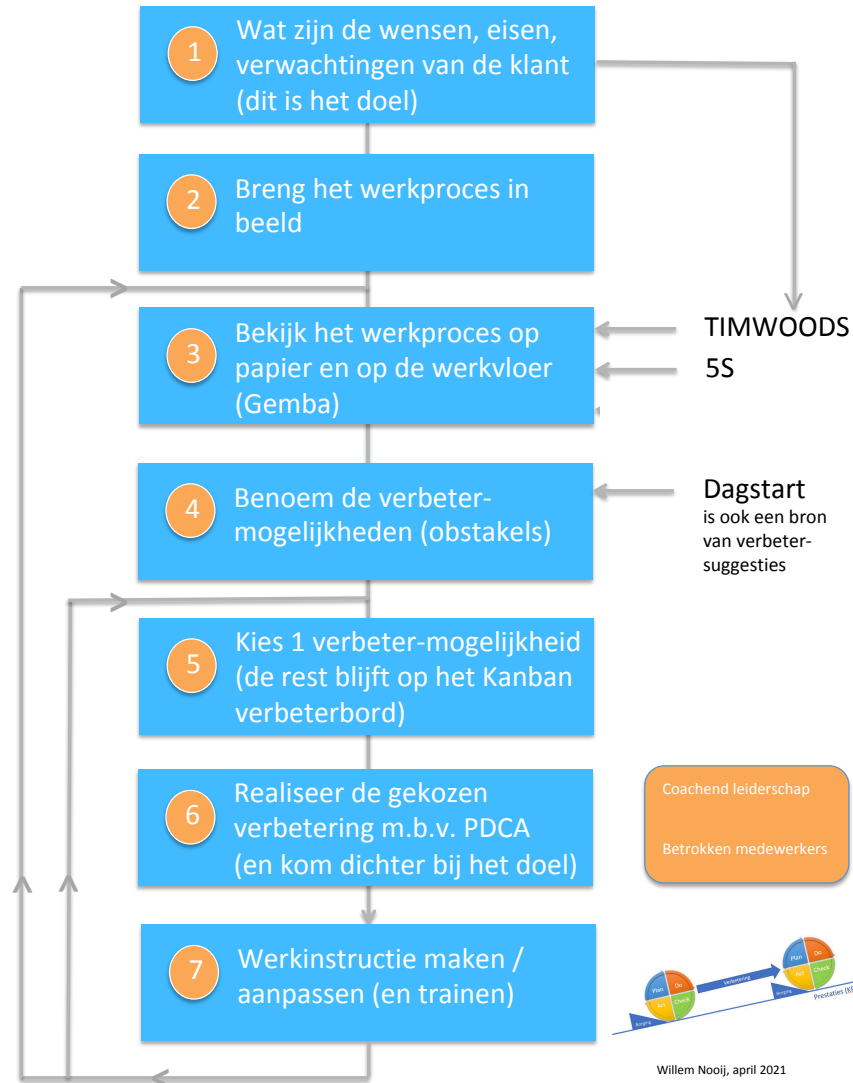 1
Wat zijn de wensen, eisen,
verwachtingen van de klant
(dit is het doel)
2
Breng het werkproces in
beeld
3
Bekijk het werkproces op
papier en op de werkvloer
(Gemba)
TIMWOODS
5S
4
Benoem de verbeter-
mogelijkheden (obstakels)
Dagstart
is ook een bron
van verbeter-
suggesties
5
Kies 1 verbeter-mogelijkheid
(de rest blijft op het Kanban
verbeterbord)
6
Realiseer de gekozen
verbetering m.b.v. PDCA
(en kom dichter bij het doel)
Coachend leiderschap
Betrokken medewerkers
7
Werkinstructie maken /
aanpassen (en trainen)
Plan
Do
Act
Check
Borging
Verbetering
Plan
Do
Act
Check
Borging
Prestaties (KP
Willem Nooij, april 2021